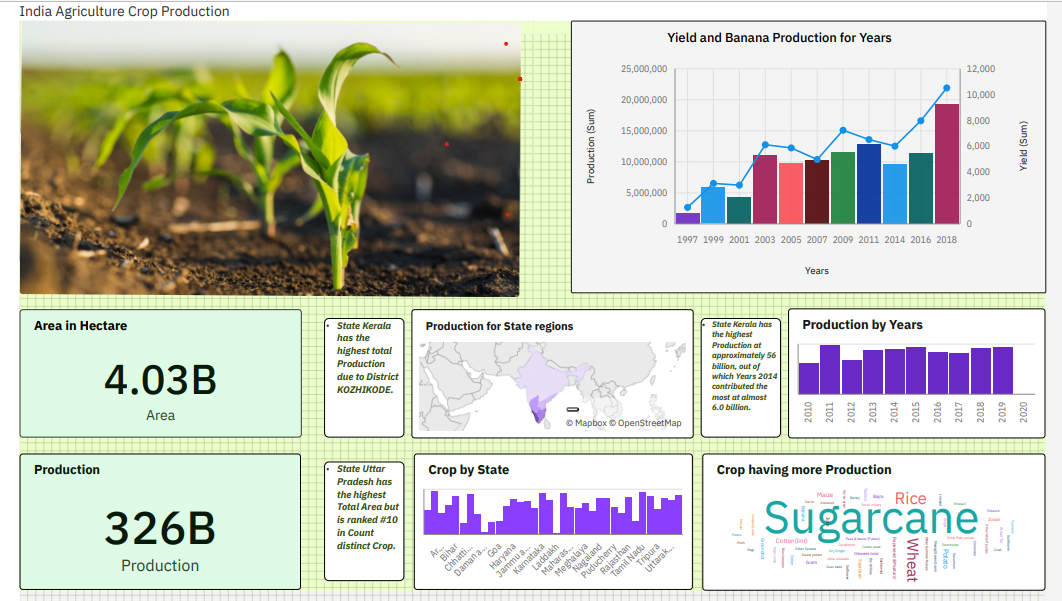 India Agriculture Crop Production
Yield and Banana Production for Years
25,000,000
20,000,000
15,000,000
10,000,000
5,000,000
0
Production (Sum)
12,000
10,000
8,000
6,000
4,000
2,000
0
Yield (Sum)
1997 1999 2001 2003 2005 2007 2009 2011 2014 2016 2018
Years
Area in Hectare
4.03B
Area
• State Kerala
has the
highest total
Production
due to District
KOZHIKODE.
Production for State regions
© Mapbox © OpenStreetMap
• State Kerala has
the highest
Production at
approximately 56
billion, out of
which Years 2014
contributed the
most at almost
6.0 billion.
Production by Years
2010 2011 2012 2013 2014 2015 2016 2017 2018 2019 2020
Production
326B
Production
• State Uttar
Pradesh has
the highest
Total Area but
is ranked #10
in Count
distinct Crop.
Crop by State
Ar... Bihar Chhatti... Daman a... Goa Haryana Jammu a... Karnataka Laddakh Maharas... Meghalaya Nagaland Puducherry Rajasthan Tamil Nadu Tripura Uttarak...
Crop having more Production
Maize
Rice
Sugarcane
Cotton(lint)
Wheat
Potato